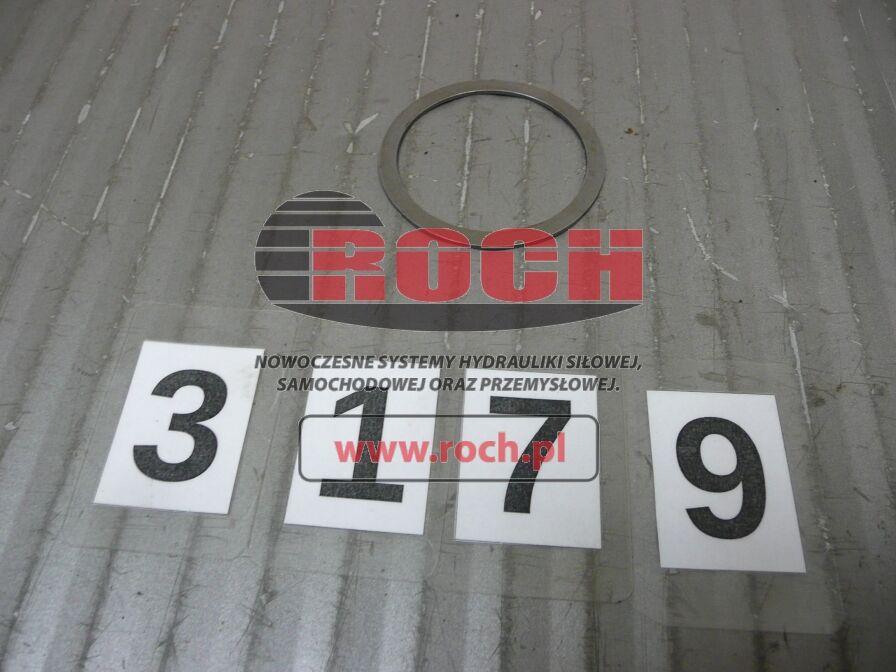 ROCH
NOWOCZESNE SYSTEMY HYDRAULIKI SIŁOWEJ,
SAMOCHODOWEJ ORAZ PRZEMYSŁOWEJ.
3 1 7 9
www.roch.pl